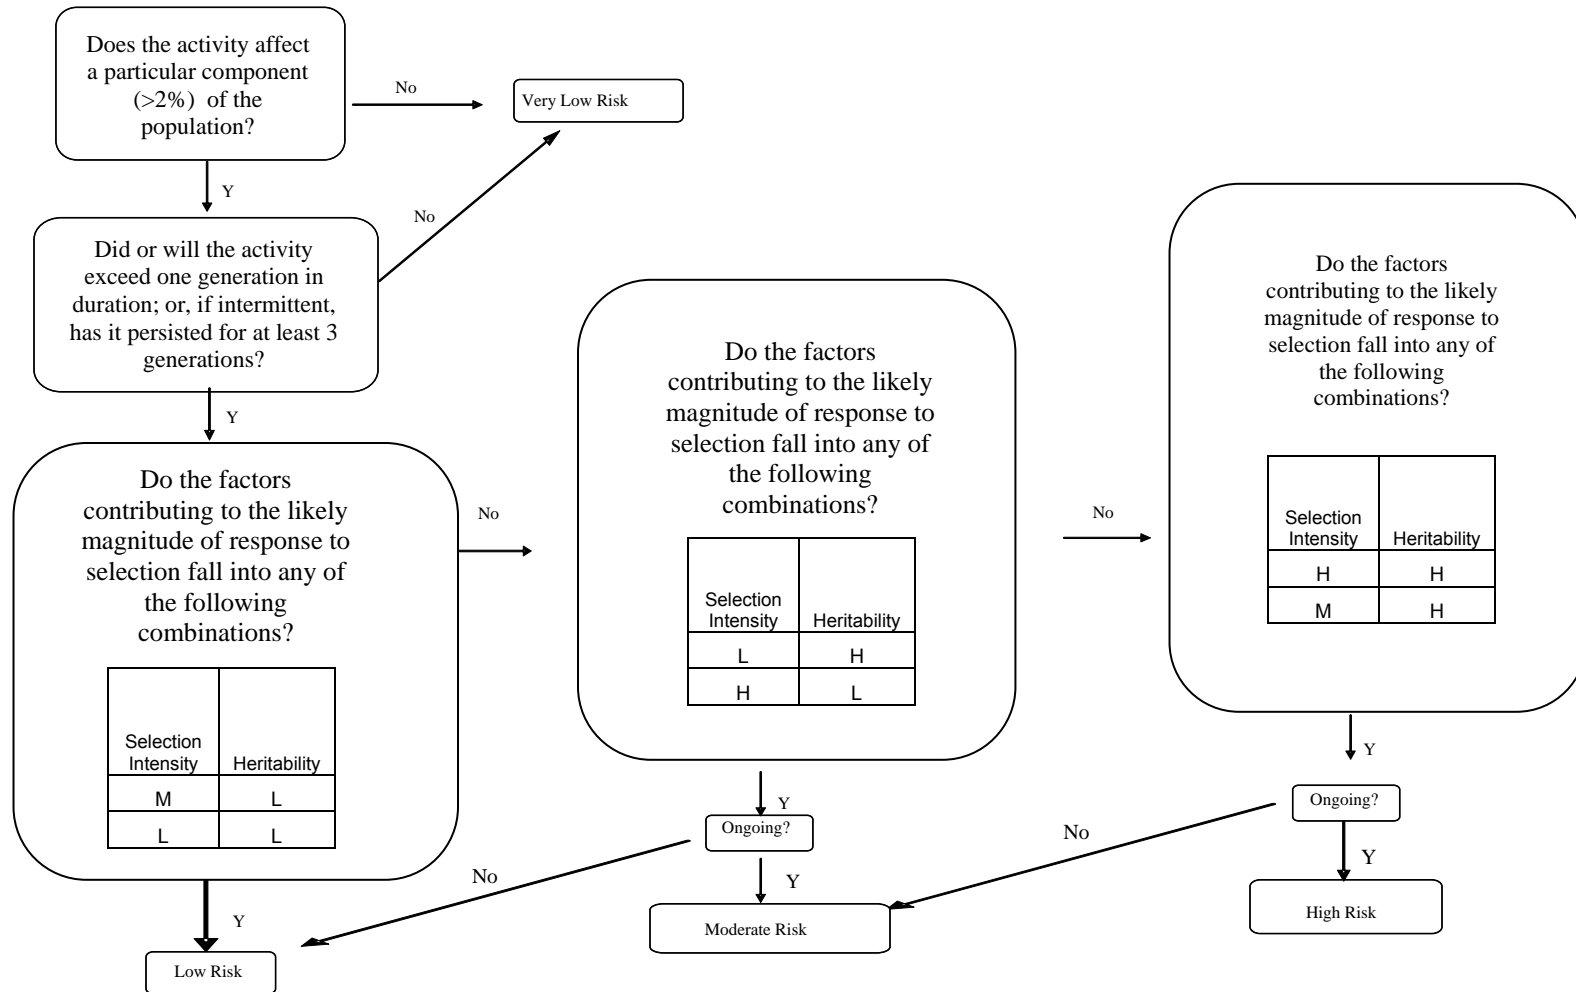 Does the activity affect
a particular component
(>2%) of the
population?
No
Very Low Risk
Y
No
Did or will the activity
exceed one generation in
duration; or, if intermittent,
has it persisted for at least 3
generations?
Y
Do the factors
contributing to the likely
magnitude of response to
selection fall into any of
the following
combinations?
Selection
Intensity
Heritability
M
L
L
L
Y
Low Risk
No
Do the factors
contributing to the likely
magnitude of response to
selection fall into any of
the following
combinations?
Selection
Intensity
Heritability
L
H
H
L
Y
Ongoing?
No
Y
Moderate Risk
No
Do the factors
contributing to the likely
magnitude of response to
selection fall into any of
the following
combinations?
Selection
Intensity
Heritability
H
H
M
H
Y
Ongoing?
No
Y
High Risk